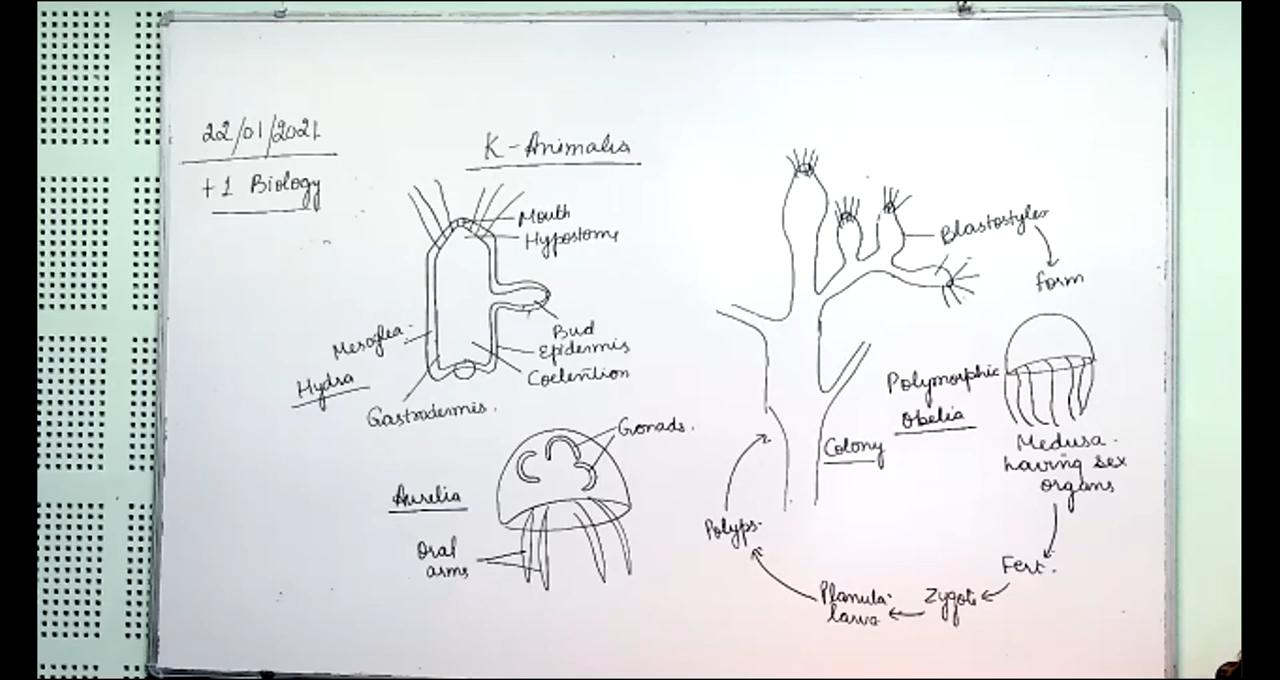 22/01/2021
+1 Biology
K-Animalia
Mouth
Hypostome
Bud
Epidermis
Coelention
Mesoglea
Hydra
Gastrodermis.
Gonads.
Aurelia
Oral
arms
Blastostyles
form
Polymorphic
Obelia
Colony
Medusa.
having sex
organs
Fert.
Zygote
Planula
larva
Polyps.